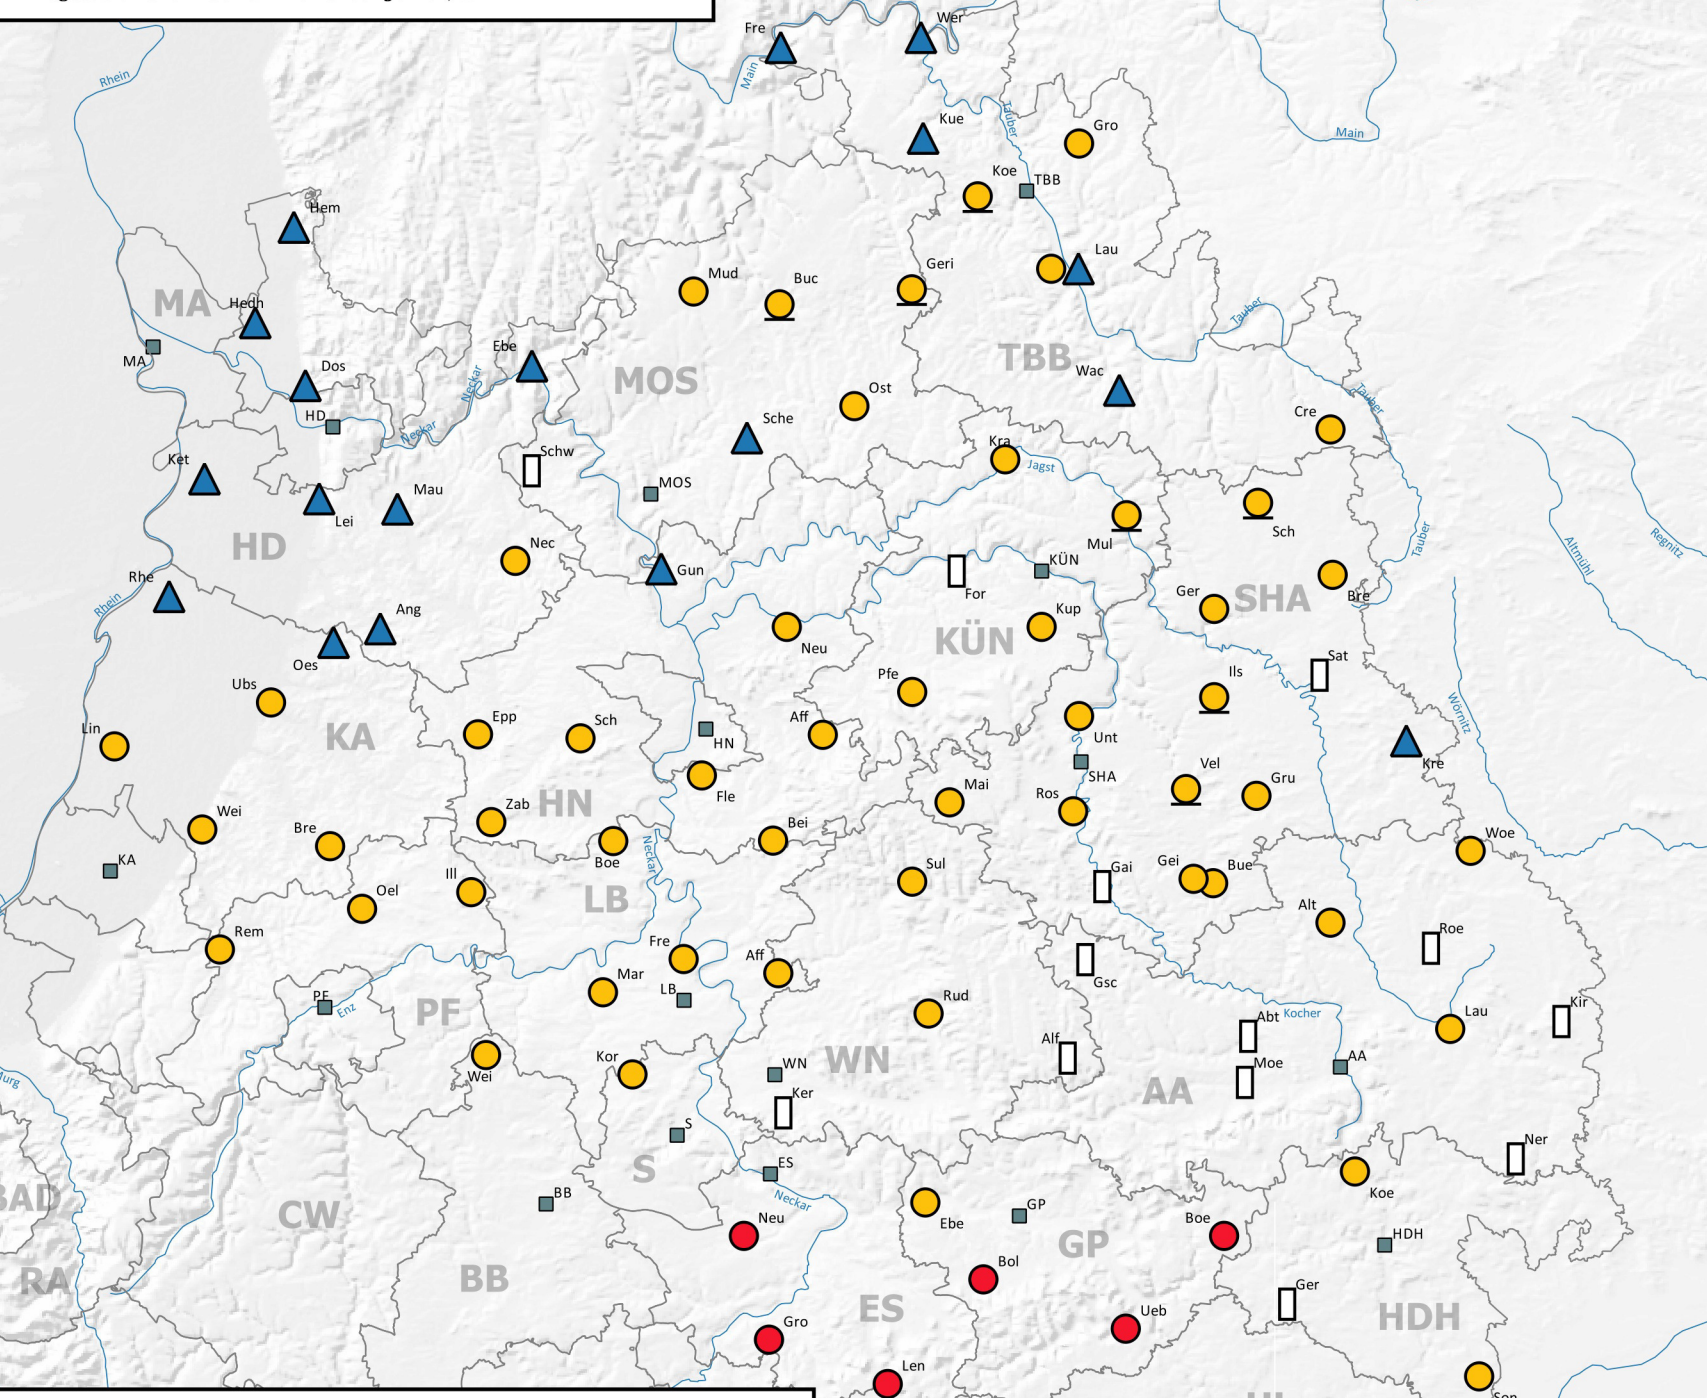 Fre
Wer
Rhein
Main
Tauber
Kue
Gro
Main
Koe
TBB
Hem
Lau
Mud
Buc
Geri
MA
Hedh
Tauber
MA
Dos
Ebe
Neckar
MOS
TBB
Wac
Tauber
HD
Neckar
Ost
Cre
Sche
Kra
Jagst
Ket
Schw
MOS
Mau
Lei
Sch
Mul
Tauber
Altmühl
Regnitz
HD
Nec
Gun
KÜN
For
Rhe
Rhein
Ang
Ger
SHA
Bre
Kup
KÜN
Neu
Oes
Sat
Ubs
Pfe
Ils
Wörnitz
Lin
KA
Epp
Sch
HN
Aff
Unt
Kre
SHA
Vel
Gru
Fle
Mai
Ros
HN
Zab
Wei
Bre
Boe
Neckar
Bei
Woe
KA
Ill
Oel
LB
Sul
Gai
Gei
Bue
Alt
Roe
Rem
Fre
Aff
Mar
LB
Gsc
PF
Enz
PF
Rud
Kocher
Abt
Lau
Kir
Wei
Kor
WN
WN
Alf
Moe
AA
AA
Murg
Ker
S
S
ES
Neckar
Ner
Koe
BAD
CW
BB
Neu
Ebe
GP
GP
Boe
HDH
RA
BB
Bol
Ger
ES
Ueb
HDH
Gro
Len